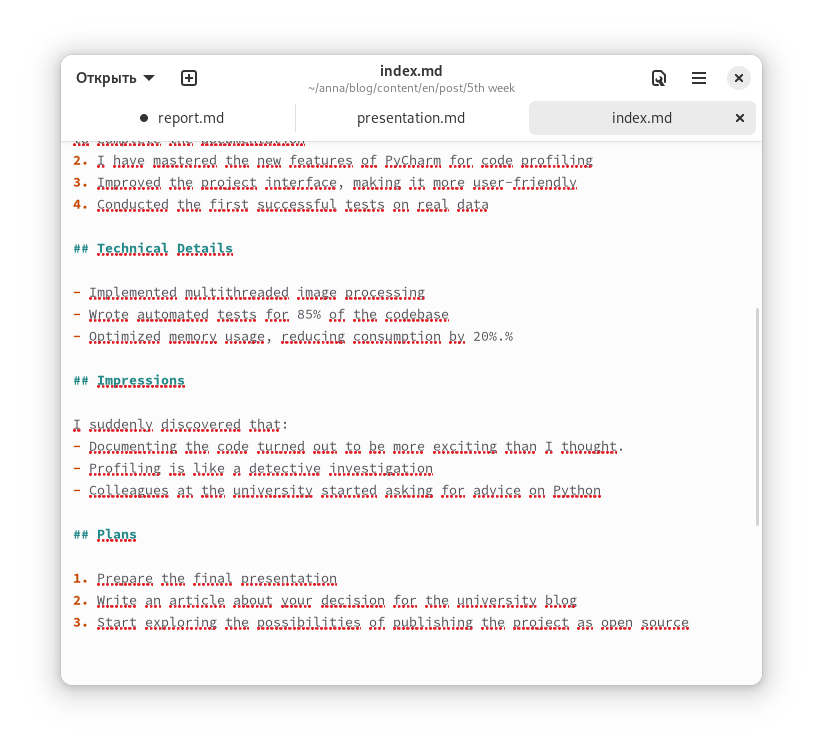 Открыть
index.md
~/anna/blog/content/en/post/5th week
report.md
presentation.md
index.md
2. I have mastered the new features of PyCharm for code profiling
3. Improved the project interface, making it more user-friendly
4. Conducted the first successful tests on real data
## Technical Details
- Implemented multithreaded image processing
- Wrote automated tests for 85% of the codebase
- Optimized memory usage, reducing consumption by 20%.%
## Impressions
I suddenly discovered that:
- Documenting the code turned out to be more exciting than I thought.
- Profiling is like a detective investigation
- Colleagues at the university started asking for advice on Python
## Plans
1. Prepare the final presentation
2. Write an article about your decision for the university blog
3. Start exploring the possibilities of publishing the project as open source